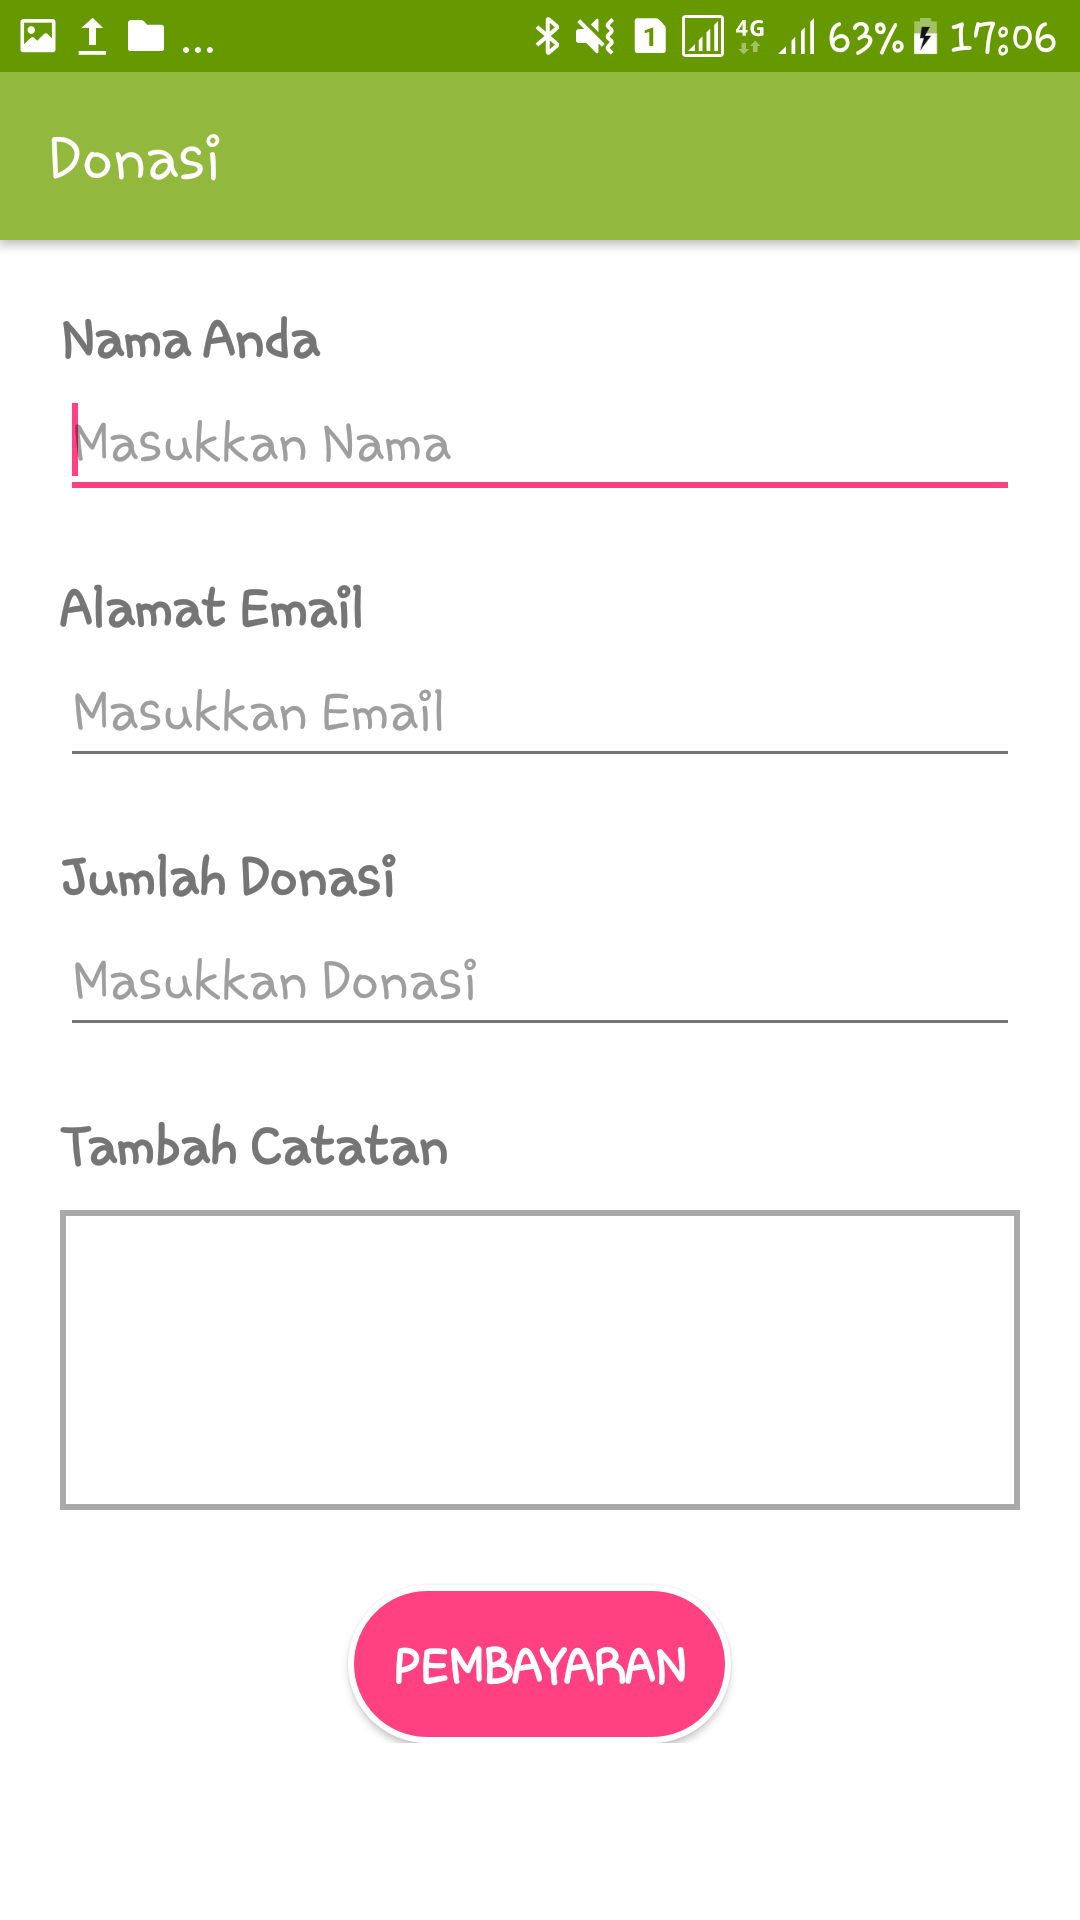 ... 1 4G 63% 17:06
Donasi
Nama Anda
Masukkan Nama
Alamat Email
Masukkan Email
Jumlah Donasi
Masukkan Donasi
Tambah Catatan
PEMBAYARAN